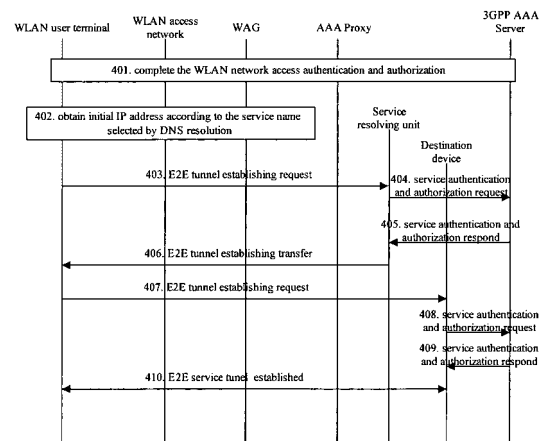 WLAN user terminal
WLAN access
network
WAG
AAA Proxy
3GPP AAA
Server
401. complete the WLAN network access authentication and authorization
402. obtain initial IP address according to the service name
selected by DNS resolution
Service
resolving unit
Destination
device
403. E2E tunnel establishing request
404. service authentication
and authorization request
405. service authentication and
authorization respond
406. E2E tunnel establishing transfer
407. E2E tunnel establishing request
408. service authentication
and authorization request
409. service authentication
and authorization respond
410. E2E service tunel established